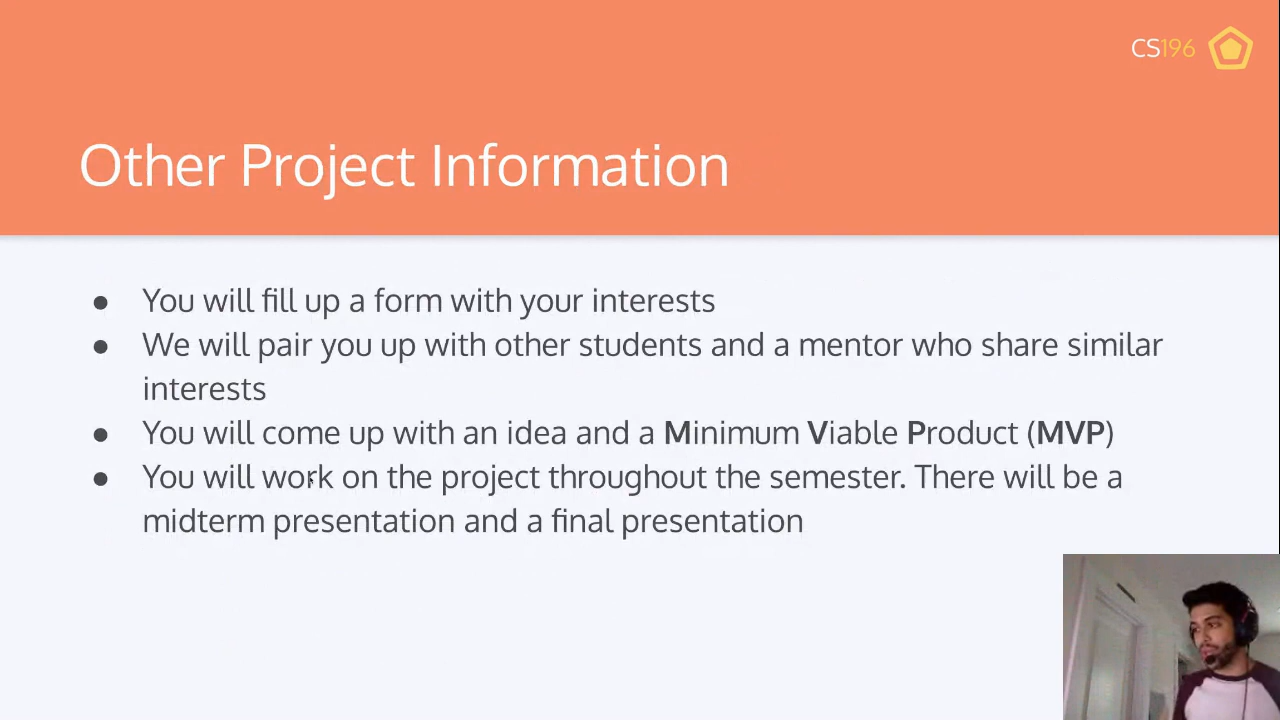 CS196
Other Project Information
● You will fill up a form with your interests
● We will pair you up with other students and a mentor who share similar
interests
● You will come up with an idea and a Minimum Viable Product (MVP)
● You will work on the project throughout the semester. There will be a
midterm presentation and a final presentation